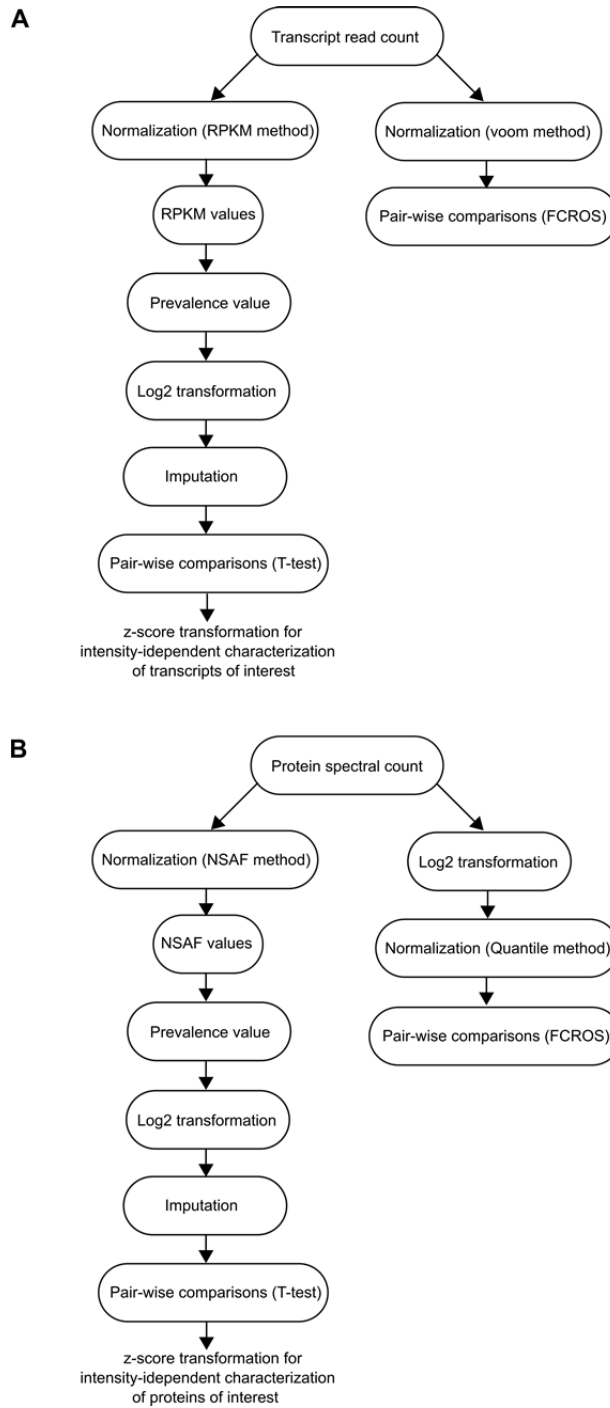 A
Transcript read count
Normalization (RPKM method)
Normalization (voom method)
RPKM values
Pair-wise comparisons (FCROS)
Prevalence value
Log2 transformation
Imputation
Pair-wise comparisons (T-test)
z-score transformation for
intensity-idependent characterization
of transcripts of interest
B
Protein spectral count
Normalization (NSAF method)
Log2 transformation
NSAF values
Normalization (Quantile method)
Prevalence value
Pair-wise comparisons (FCROS)
Log2 transformation
Imputation
Pair-wise comparisons (T-test)
z-score transformation for
intensity-idependent characterization
of proteins of interest